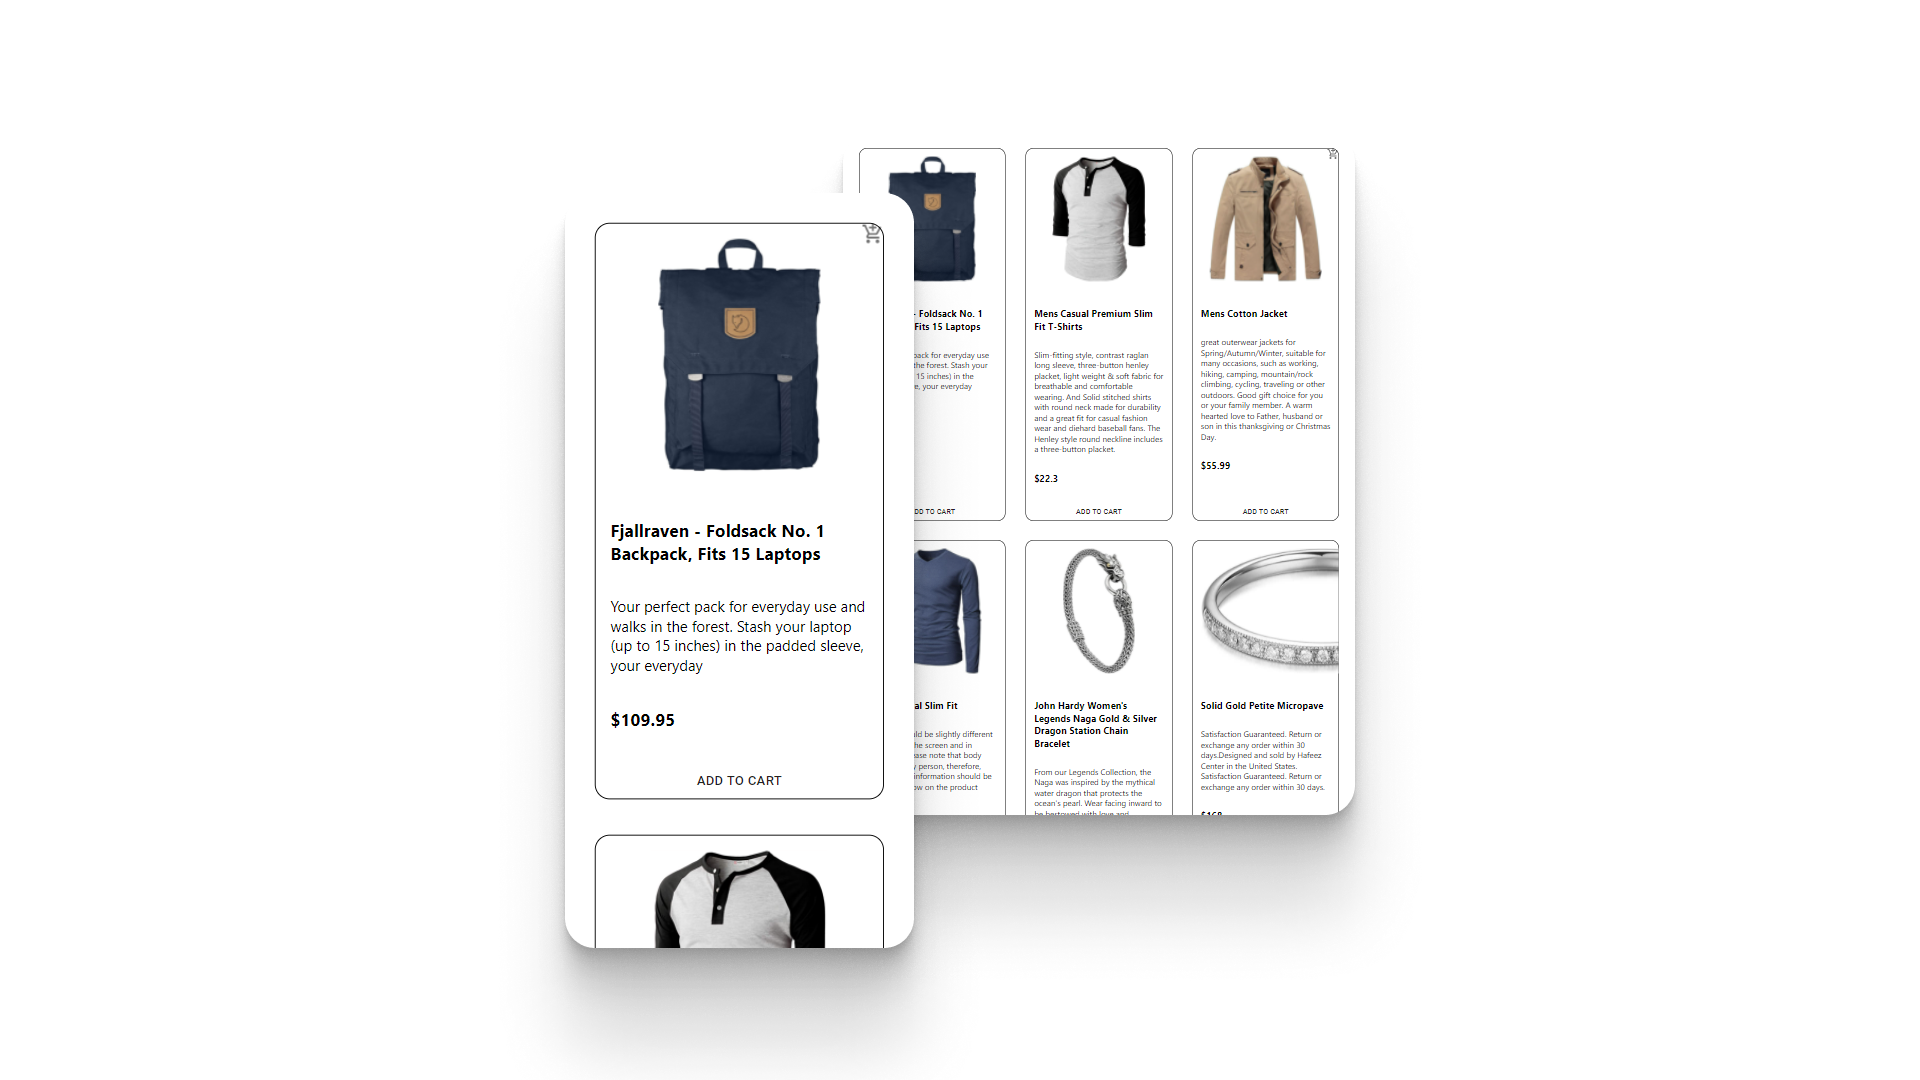 Fjallraven - Foldsack No. 1
Backpack, Fits 15 Laptops
Your perfect pack for everyday use and
walks in the forest. Stash your laptop
(up to 15 inches) in the padded sleeve,
your everyday
$109.95
ADD TO CART
- Foldsack No. 1
Fits 15 Laptops
pack for everyday use
the forest. Stash your
15 inches) in the
, your everyday
TO CART
Mens Casual Premium Slim
Fit T-Shirts
Slim-fitting style, contrast raglan
long sleeve, three-button henley
placket, light weight & soft fabric for
breathable and comfortable
wearing. And Solid stitched shirts
with round neck made for durability
and a great fit for casual fashion
wear and diehard baseball fans. The
Henley style round neckline includes
a three-button placket.
$22.3
ADD TO CART
Mens Cotton Jacket
great outerwear jackets for
Spring/Autumn/Winter, suitable for
many occasions, such as working,
hiking, camping, mountain/rock
climbing, cycling, traveling or other
outdoors. Good gift choice for you
or your family member. A warm
hearted love to Father, husband or
son in this thanksgiving or Christmas
Day.
$55.99
ADD TO CART
Slim Fit
be slightly different
the screen and in
note that body
person, therefore,
information should be
on the product
John Hardy Women's
Legends Naga Gold & Silver
Dragon Station Chain
Bracelet
From our Legends Collection, the
Naga was inspired by the mythical
water dragon that protects the
ocean's pearl. Wear facing inward to
be bestowed with love and
Solid Gold Petite Micropave
Satisfaction Guaranteed. Return or
exchange any order within 30
days.Designed and sold by Hafeez
Center in the United States.
Satisfaction Guaranteed. Return or
exchange any order within 30 days.
$168